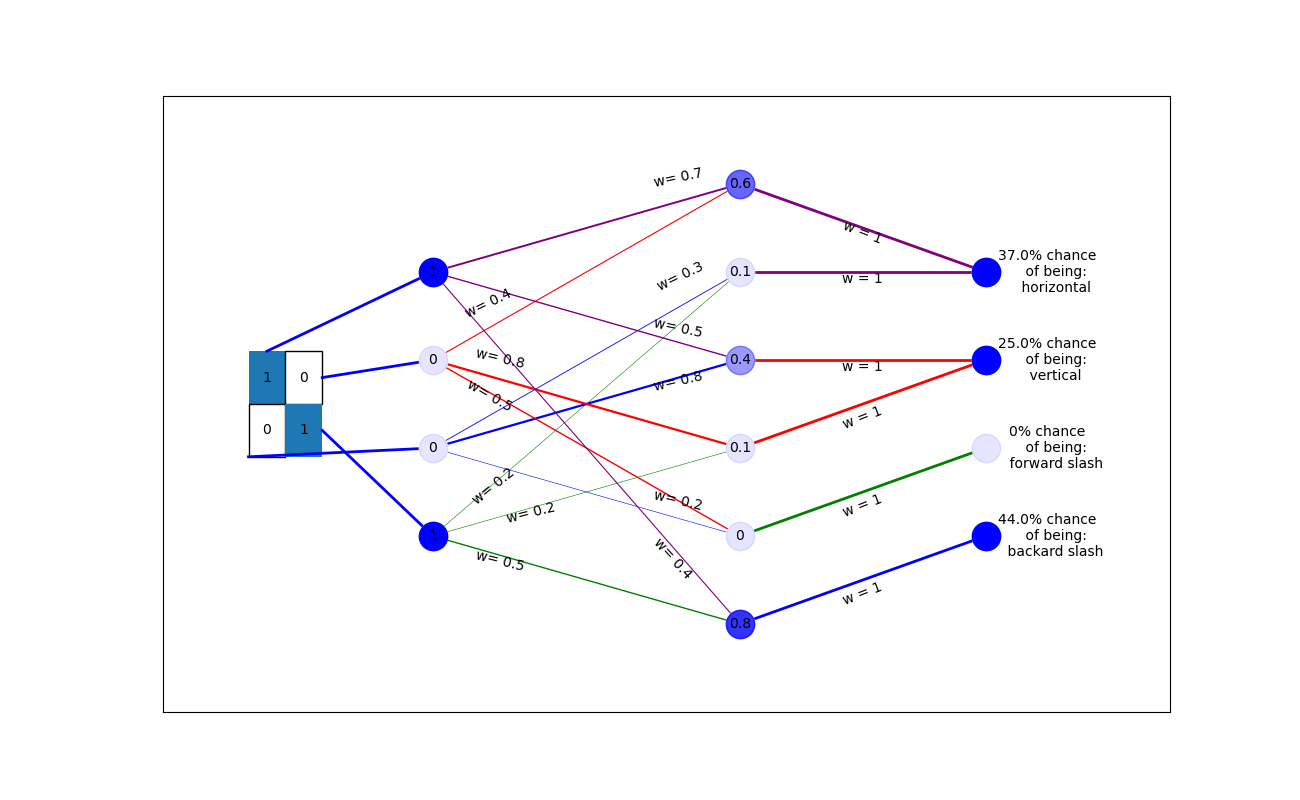 w= 0.7
0.6
w = 1
37.0% chance
of being:
horizontal
1
w= 0.3
0.1
w = 1
w= 0.4
w= 0.5
25.0% chance
of being:
vertical
0
w= 0.8
0.4
w = 1
1 0
w= 0.5
w= 0.8
w = 1
0 1
0
0.1
0% chance
of being:
forward slash
w= 0.2
w= 0.2
w = 1
w= 0.2
1
0
44.0% chance
of being:
backard slash
w= 0.5
w= 0.4
w = 1
0.8